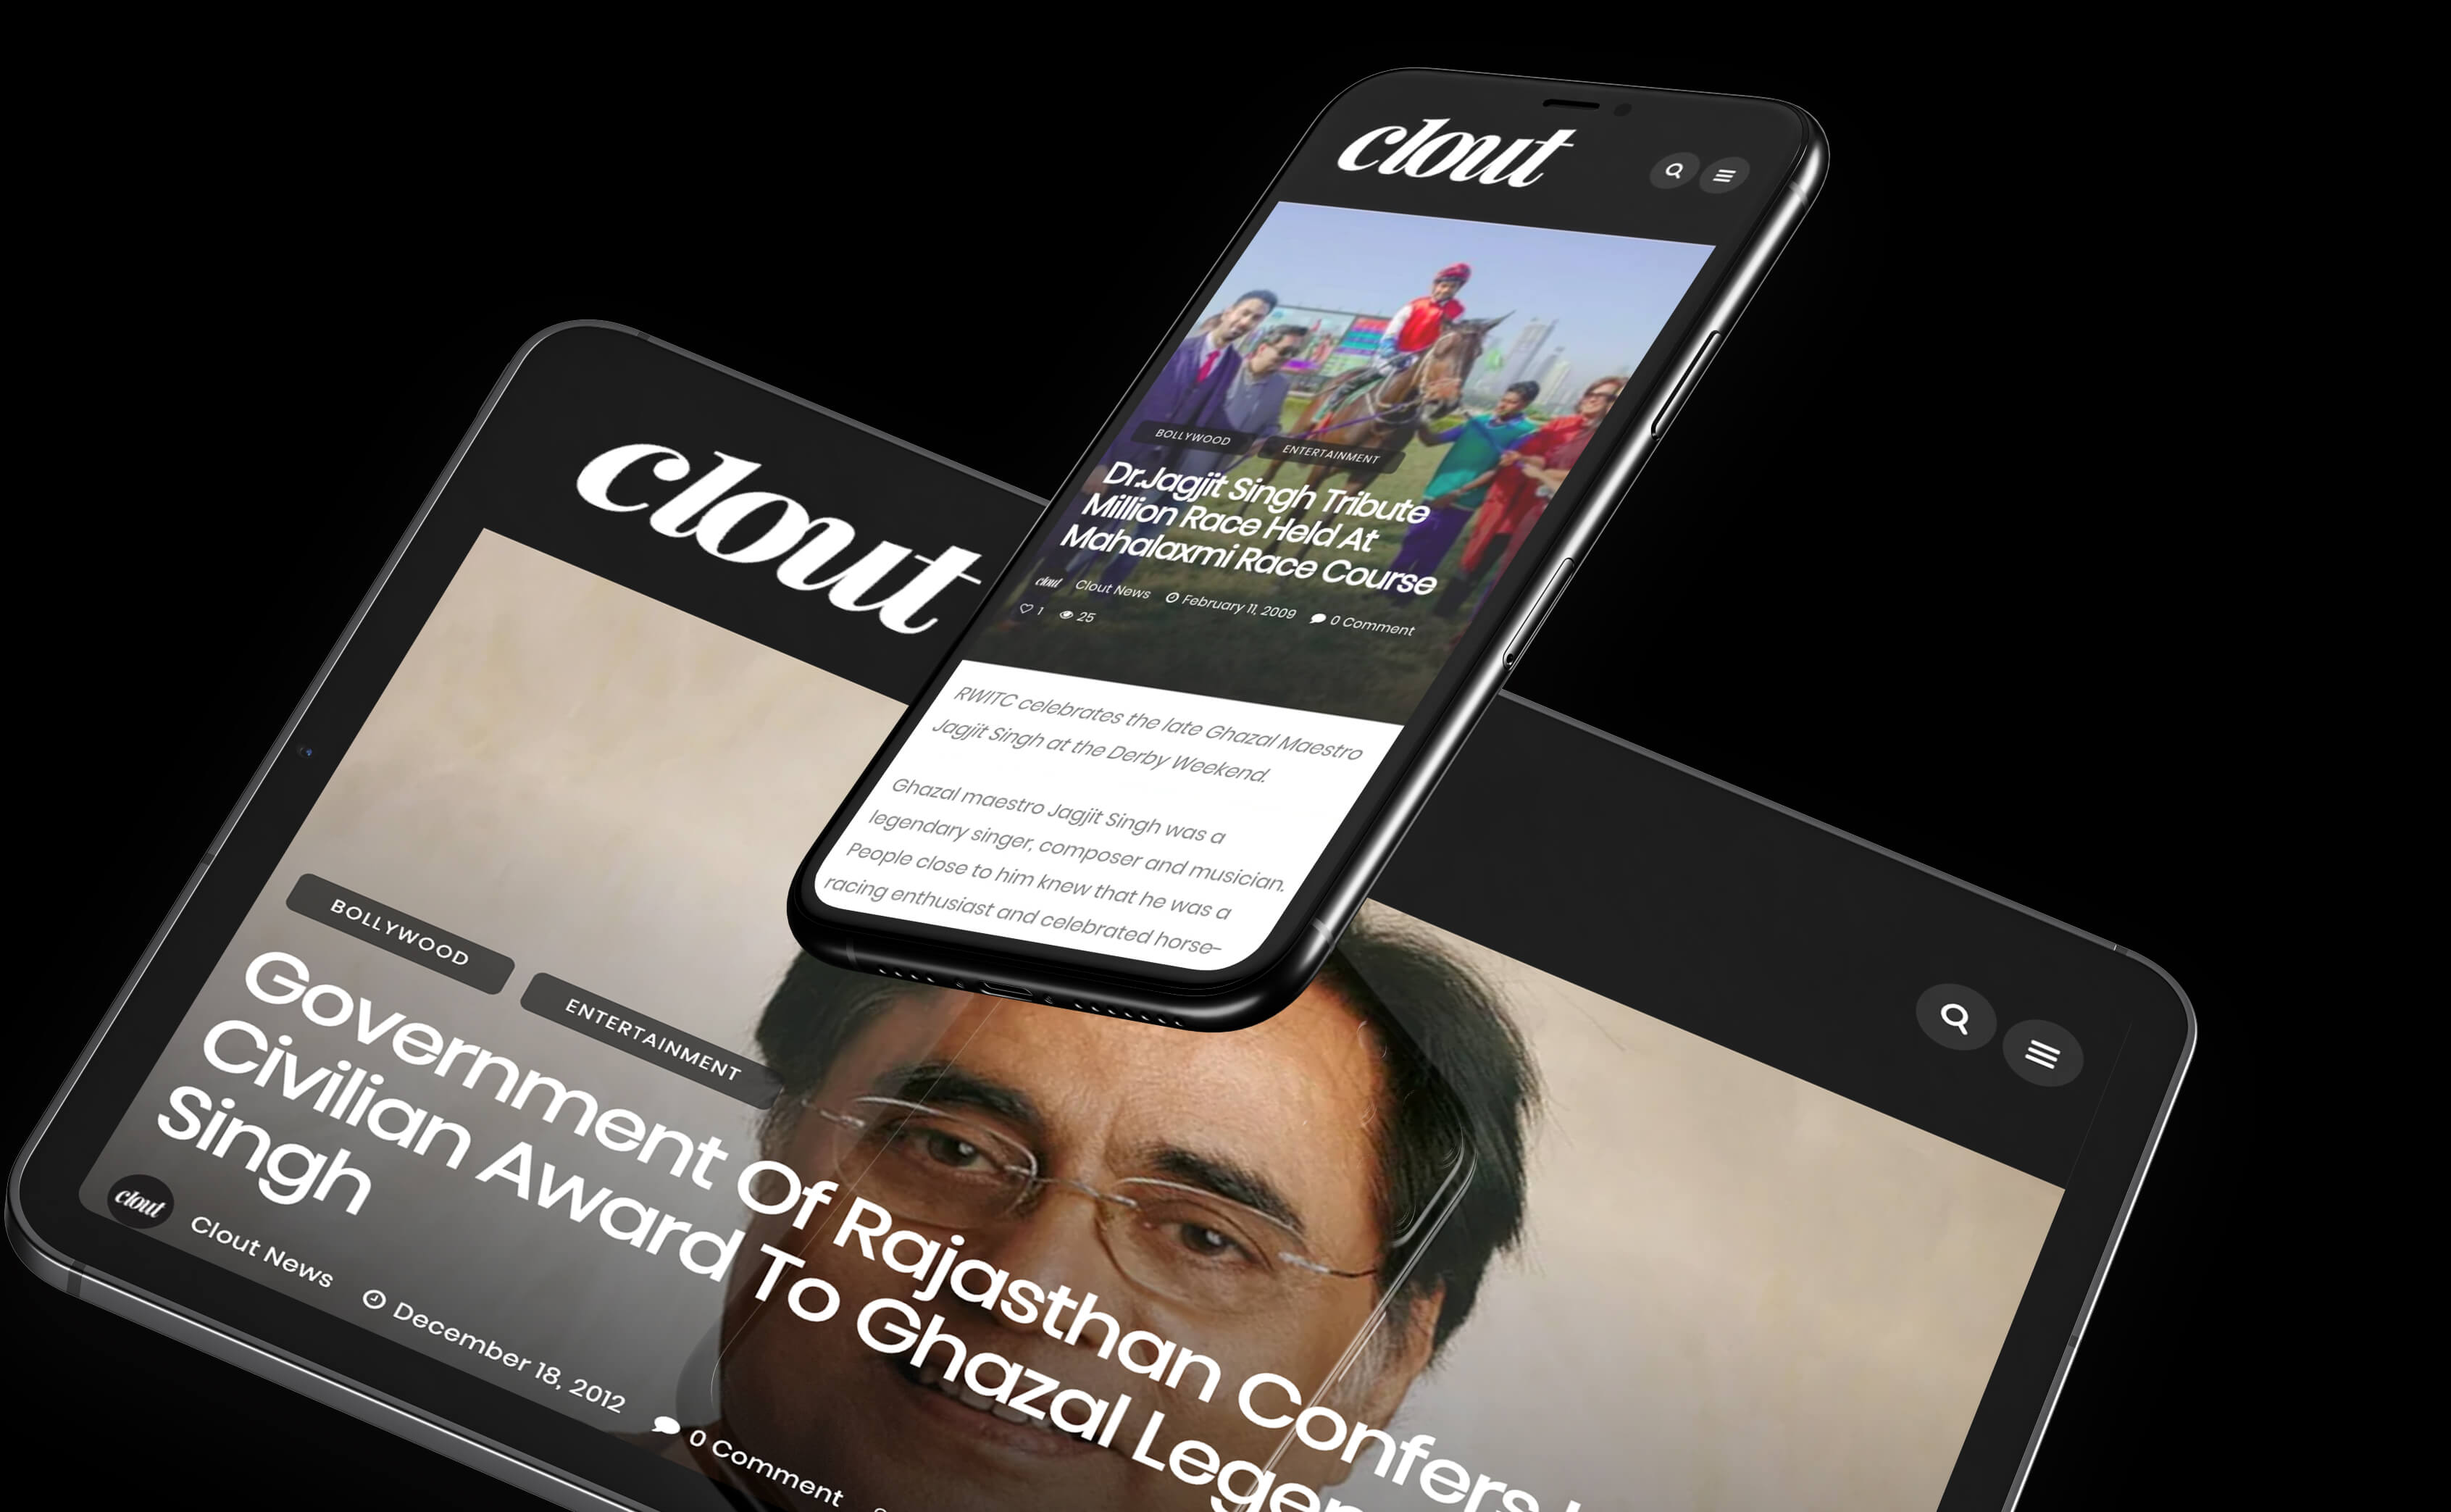 clout
BOLLYWOOD
ENTERTAINMENT
Dr.Jagjit Singh Tribute
Million Race Held At
Mahalaxmi Race Course
clout Clout News February 11, 2009 0 Comment
1 25
RWITC celebrates the late Ghazal Maestro
Jagjit Singh at the Derby Weekend.
Ghazal maestro Jagjit Singh was a
legendary singer, composer and musician.
People close to him knew that he was a
racing enthusiast and celebrated horse-
clout
BOLLYWOOD
ENTERTAINMENT
Government Of Rajasthan Confers
Civilian Award To Ghazal
Singh
clout Clout News December 18, 2012 0 Comment